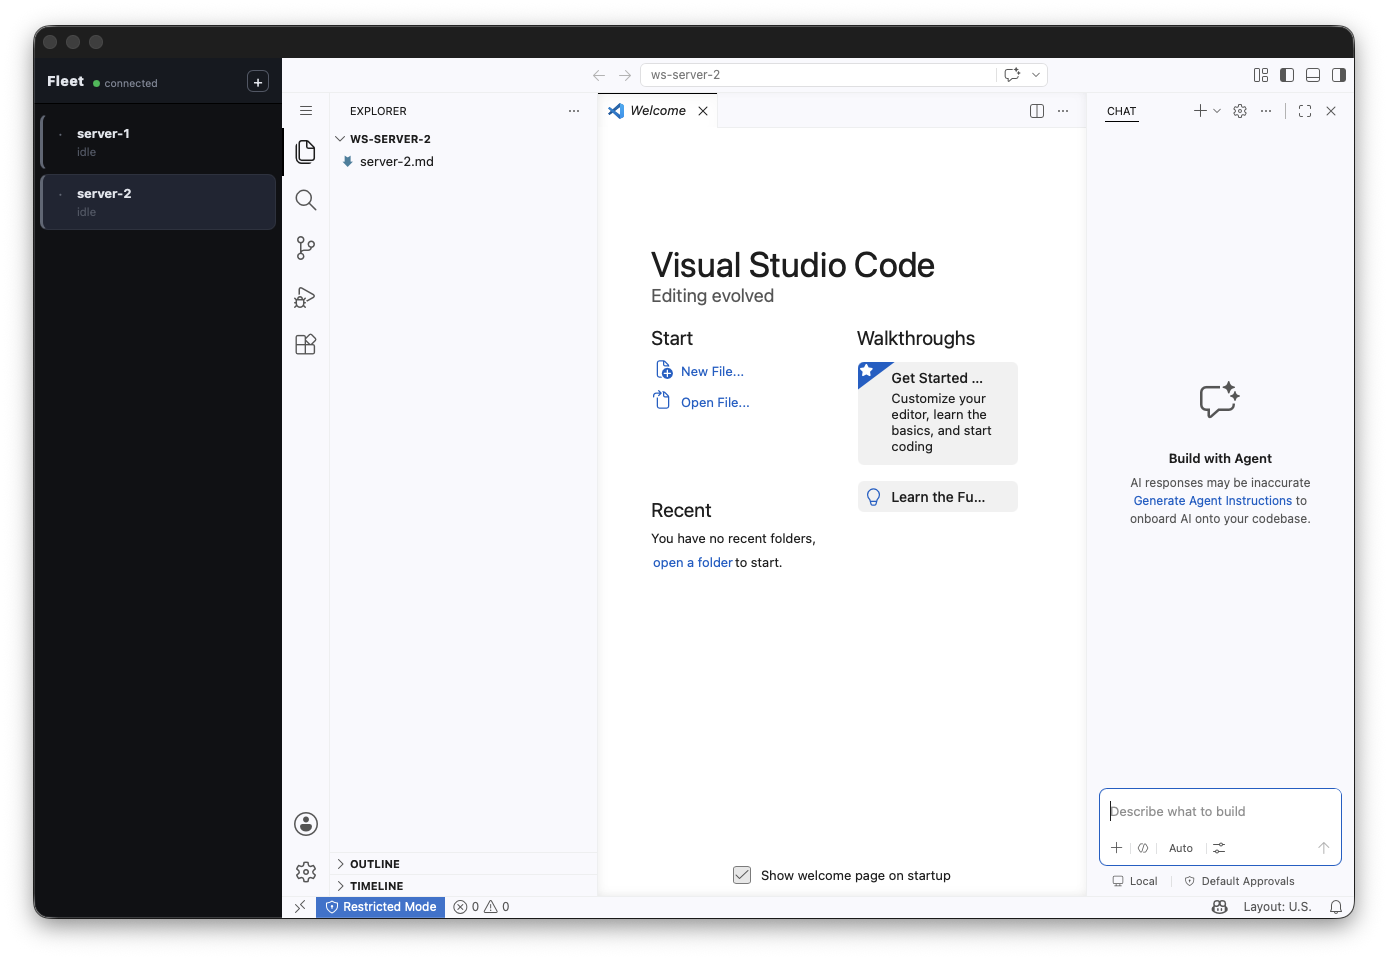 Fleet connected +
server-1
idle
server-2
idle
ws-server-2
EXPLORER
WS-SERVER-2
server-2.md
OUTLINE
TIMELINE
Welcome
Visual Studio Code
Editing evolved
Start
New File...
Open File...
Recent
You have no recent folders,
open a folder to start.
Walkthroughs
Get Started ...
Customize your
editor, learn the
basics, and start
coding
Learn the Fu...
Show welcome page on startup
CHAT
Build with Agent
AI responses may be inaccurate
Generate Agent Instructions to
onboard AI onto your codebase.
Describe what to build
Auto
Local
Default Approvals
Restricted Mode 0 0
Layout: U.S.